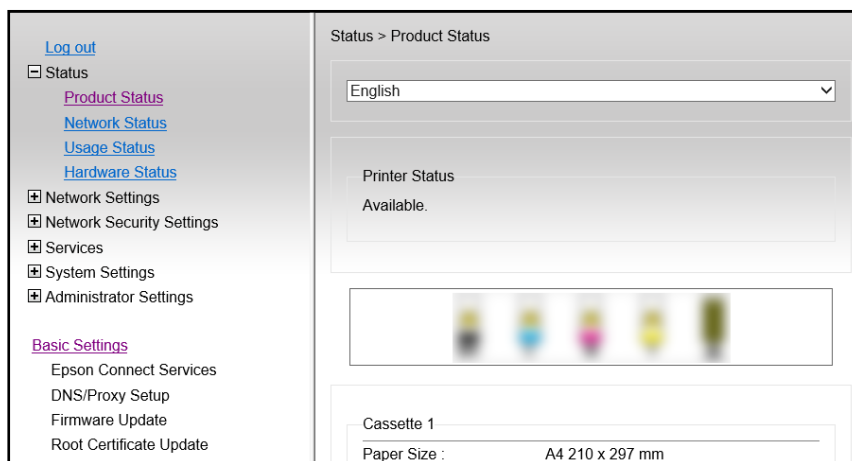 Log out
Status
Product Status
Network Status
Usage Status
Hardware Status
Network Settings
Network Security Settings
Services
System Settings
Administrator Settings
Basic Settings
Epson Connect Services
DNS/Proxy Setup
Firmware Update
Root Certificate Update
Status > Product Status
English
Printer Status
Available.
Cassette 1
Paper Size : A4 210 x 297 mm